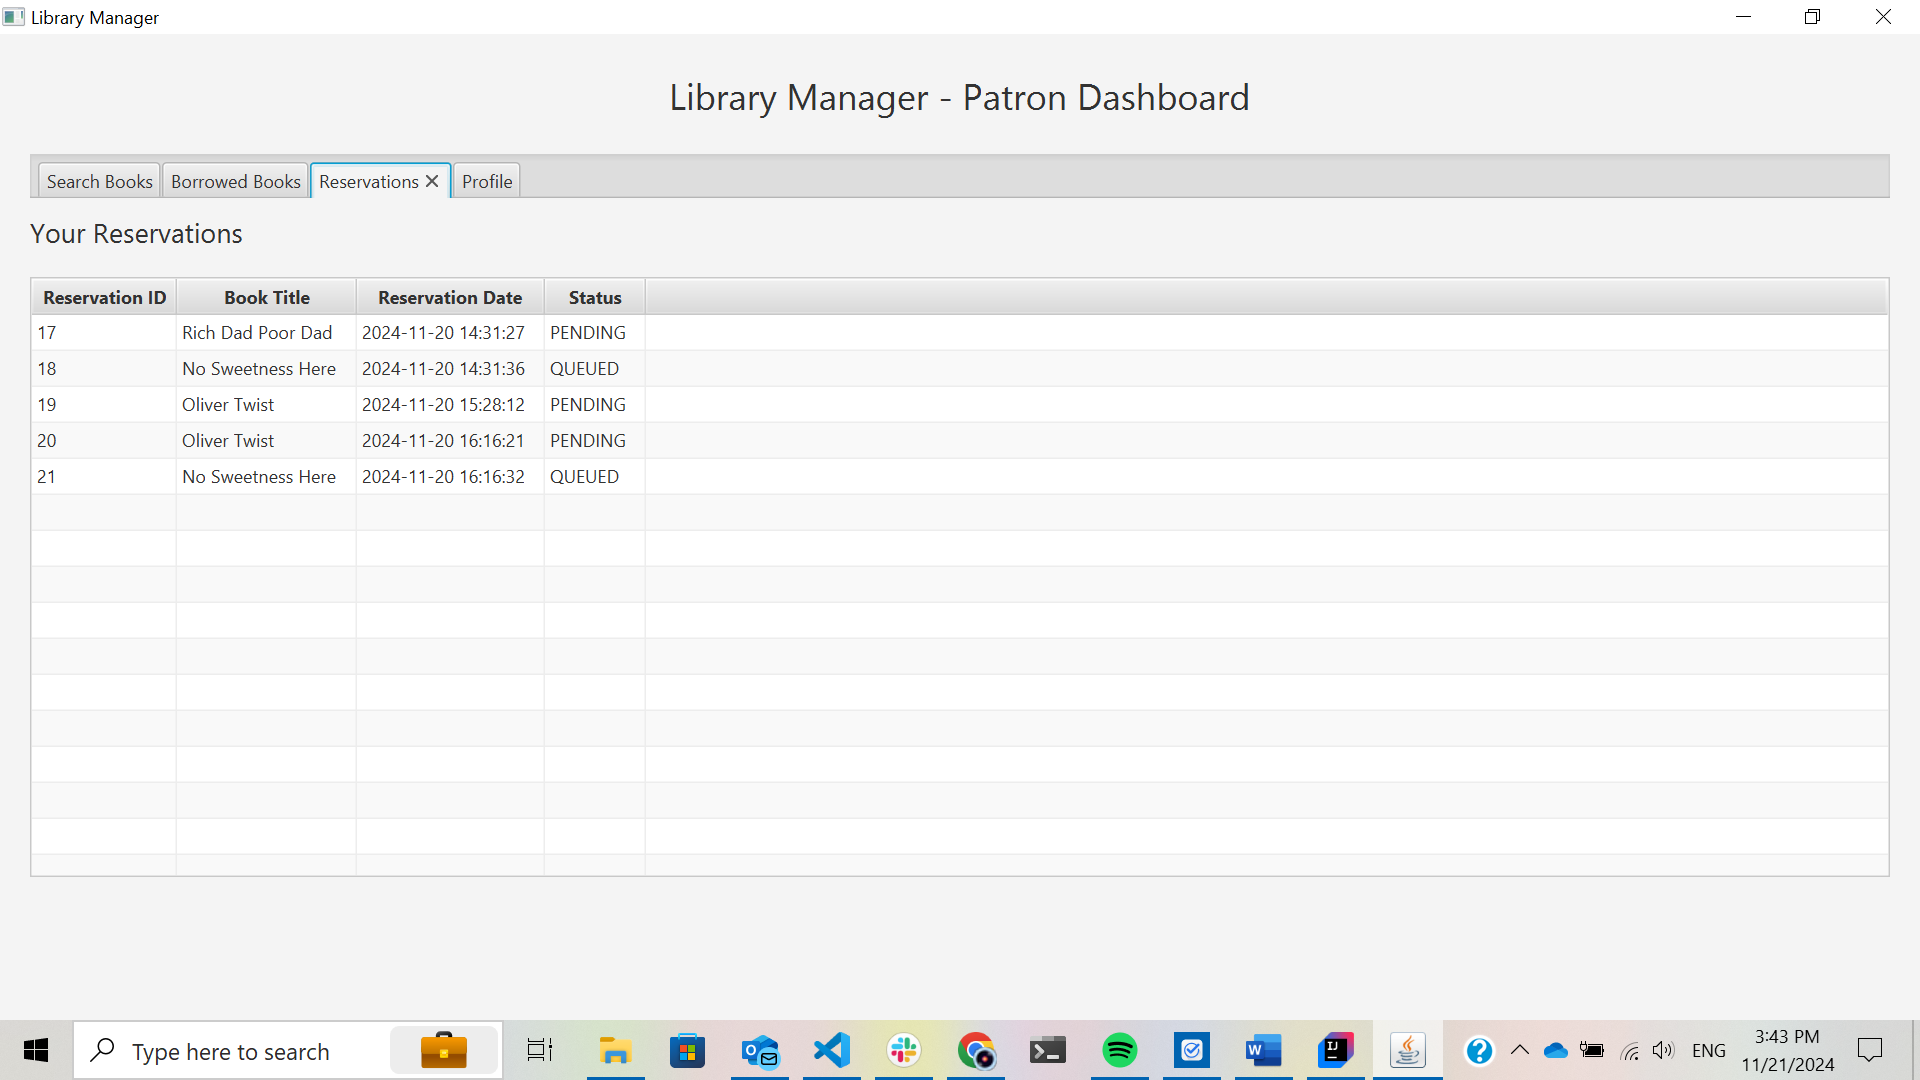 Library Manager
Library Manager - Patron Dashboard
Search Books Borrowed Books Reservations Profile
Your Reservations
Reservation ID Book Title Reservation Date Status
17 Rich Dad Poor Dad 2024-11-20 14:31:27 PENDING
18 No Sweetness Here 2024-11-20 14:31:36 QUEUED
19 Oliver Twist 2024-11-20 15:28:12 PENDING
20 Oliver Twist 2024-11-20 16:16:21 PENDING
21 No Sweetness Here 2024-11-20 16:16:32 QUEUED
Type here to search
W
IJ
?
ENG
3:43 PM
11/21/2024